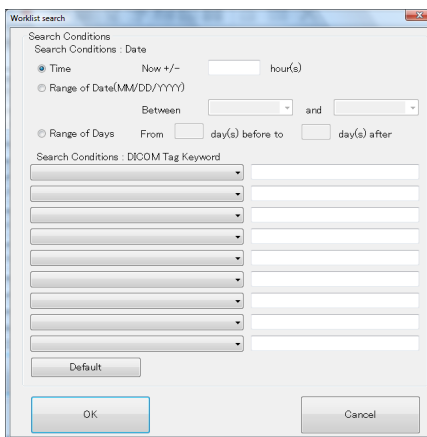 Worklist search
Search Conditions
Search Conditions : Date
Time Now +/- hour(s)
Range of Date(MM/DD/YYYY)
Between and
Range of Days From day(s) before to day(s) after
Search Conditions : DICOM Tag Keyword
Default
OK Cancel